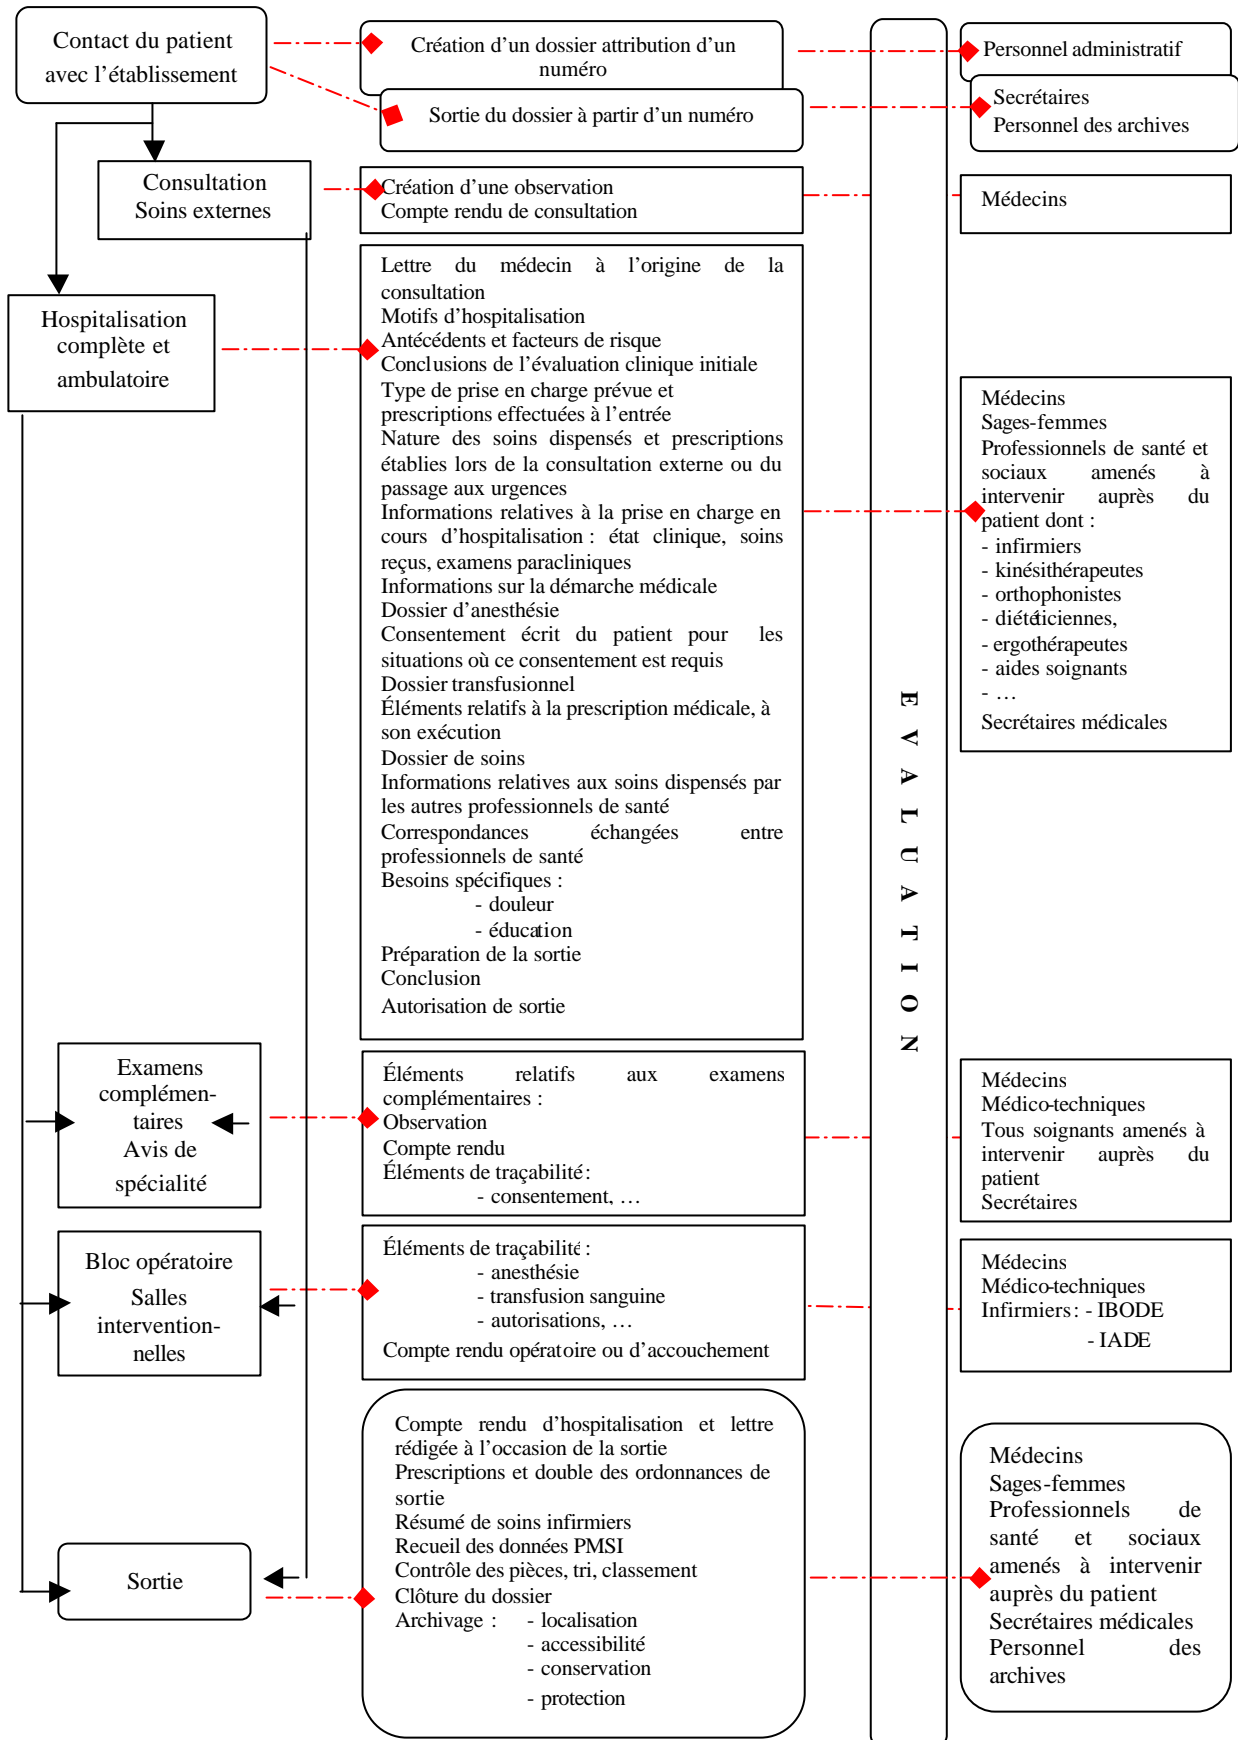 Contact du patient
avec l’établissement
Création d’un dossier attribution d’un
numéro
Personnel administratif
Sortie du dossier à partir d’un numéro
Secrétaires
Personnel des archives
Consultation
Soins externes
Création d’une observation
Compte rendu de consultation
Médecins
Hospitalisation
complète et
ambulatoire
Lettre du médecin à l’origine de la
consultation
Motifs d’hospitalisation
Antécédents et facteurs de risque
Conclusions de l’évaluation clinique initiale
Type de prise en charge prévue et
prescriptions effectuées à l’entrée
Nature des soins dispensés et prescriptions
établies lors de la consultation externe ou du
passage aux urgences
Informations relatives à la prise en charge en
cours d’hospitalisation : état clinique, soins
reçus, examens paracliniques
Informations sur la démarche médicale
Dossier d’anesthésie
Consentement écrit du patient pour les
situations où ce consentement est requis
Dossier transfusionnel
Éléments relatifs à la prescription médicale, à
son exécution
Dossier de soins
Informations relatives aux soins dispensés par
les autres professionnels de santé
Correspondances échangées entre
professionnels de santé
Besoins spécifiques :
- douleur
- éducation
Préparation de la sortie
Conclusion
Autorisation de sortie
EVALUATION
Médecins
Sages-femmes
Professionnels de santé et
sociaux amenés à
intervenir auprès du
patient dont :
- infirmiers
- kinésithérapeutes
- orthophonistes
- diététiciennes,
- ergothérapeutes
- aides soignants
- …
Secrétaires médicales
Examens
complémen-
taires
Avis de
spécialité
Éléments relatifs aux examens
complémentaires :
Observation
Compte rendu
Éléments de traçabilité :
- consentement, …
Médecins
Médico-techniques
Tous soignants amenés à
intervenir auprès du
patient
Secrétaires
Bloc opératoire
Salles
intervention-
nelles
Éléments de traçabilité :
- anesthésie
- transfusion sanguine
- autorisations, …
Compte rendu opératoire ou d’accouchement
Médecins
Médico-techniques
Infirmiers : - IBODE
- IADE
Sortie
Compte rendu d’hospitalisation et lettre
rédigée à l’occasion de la sortie
Prescriptions et double des ordonnances de
sortie
Résumé de soins infirmiers
Recueil des données PMSI
Contrôle des pièces, tri, classement
Clôture du dossier
Archivage : - localisation
- accessibilité
- conservation
- protection
Médecins
Sages-femmes
Professionnels de
santé et sociaux
amenés à intervenir
auprès du patient
Secrétaires médicales
Personnel des
archives